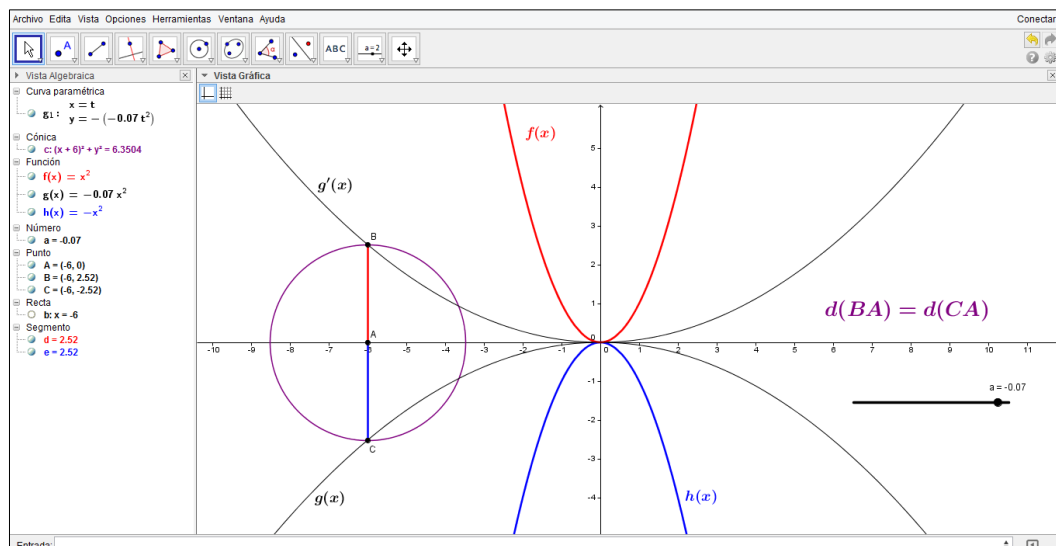 Archivo Edita Vista Opciones Herramientas Ventana Ayuda
Conectar
A
α
ABC
a=2
Vista Algebraica
Vista Gráfica
Curva paramétrica
g₁: x = t
y = − (−0.07 t²)
Cónica
c: (x + 6)² + y² = 6.3504
Función
f(x) = x²
g(x) = −0.07 x²
h(x) = −x²
Número
a = -0.07
Punto
A = (-6, 0)
B = (-6, 2.52)
C = (-6, -2.52)
Recta
b: x = -6
Segmento
d = 2.52
e = 2.52
f(x)
g′(x)
B
A
C
g(x)
h(x)
d(BA) = d(CA)
a = -0.07
5
4
3
2
1
0
-1
-2
-3
-4
-10 -9 -8 -7 -6 -5 -4 -3 -2 -1 0 1 2 3 4 5 6 7 8 9 10 11
Entrada: